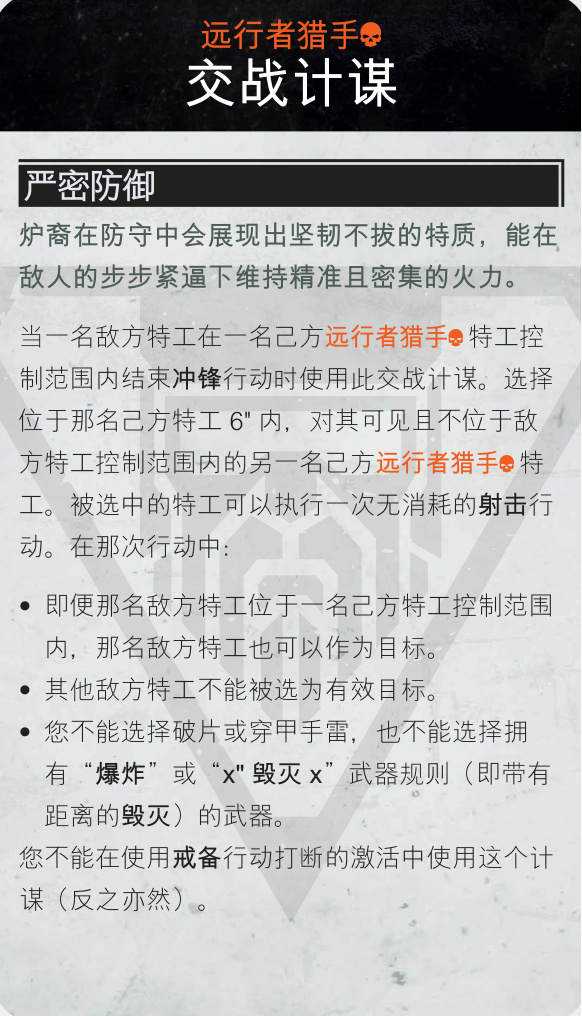 远行者猎手
交战计谋
严密防御
炉裔在防守中会展现出坚韧不拔的特质，能在
敌人的步步紧逼下维持精准且密集的火力。
当一名敌方特工在一名己方远行者猎手特工控
制范围内结束冲锋行动时使用此交战计谋。选择
位于那名己方特工 6" 内，对其可见且不位于敌
方特工控制范围内的另一名己方远行者猎手特
工。被选中的特工可以执行一次无消耗的射击行
动。在那次行动中：
• 即便那名敌方特工位于一名己方特工控制范围
内，那名敌方特工也可以作为目标。
• 其他敌方特工不能被选为有效目标。
• 您不能选择破片或穿甲手雷，也不能选择拥
有“爆炸”或“x" 毁灭 x”武器规则（即带有
距离的毁灭）的武器。
您不能在使用戒备行动打断的激活中使用这个计
谋（反之亦然）。